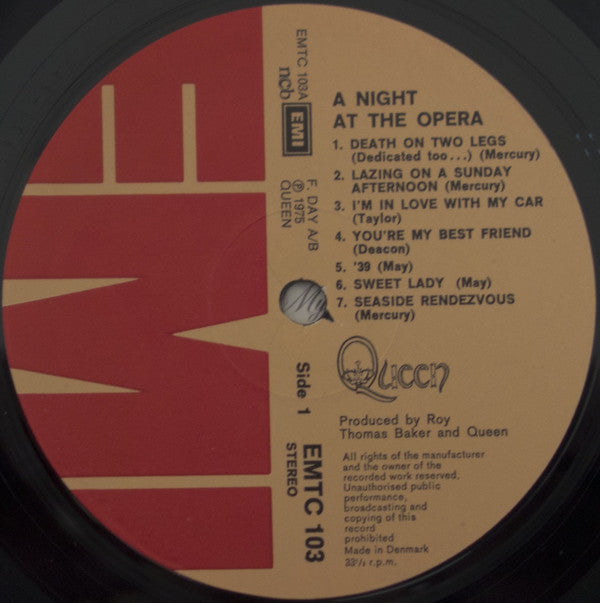 A NIGHT
AT THE OPERA
1. DEATH ON TWO LEGS
(Dedicated too...) (Mercury)
2. LAZING ON A SUNDAY
AFTERNOON (Mercury)
3. I'M IN LOVE WITH MY CAR
(Taylor)
4. YOU'RE MY BEST FRIEND
(Deacon)
5. '39 (May)
6. SWEET LADY (May)
7. SEASIDE RENDEZVOUS
(Mercury)
Queen
Produced by Roy
Thomas Baker and Queen
All rights of the manufacturer
and the owner of the
recorded work reserved.
Unauthorised public
performance,
broadcasting and
copying of this
record
prohibited
Made in Denmark
33⅓ r.p.m.
EMTC 103A
ncb EMI
F. DAY A/B
℗ 1975
QUEEN
My
Side 1
EMTC 103
STEREO
EMI